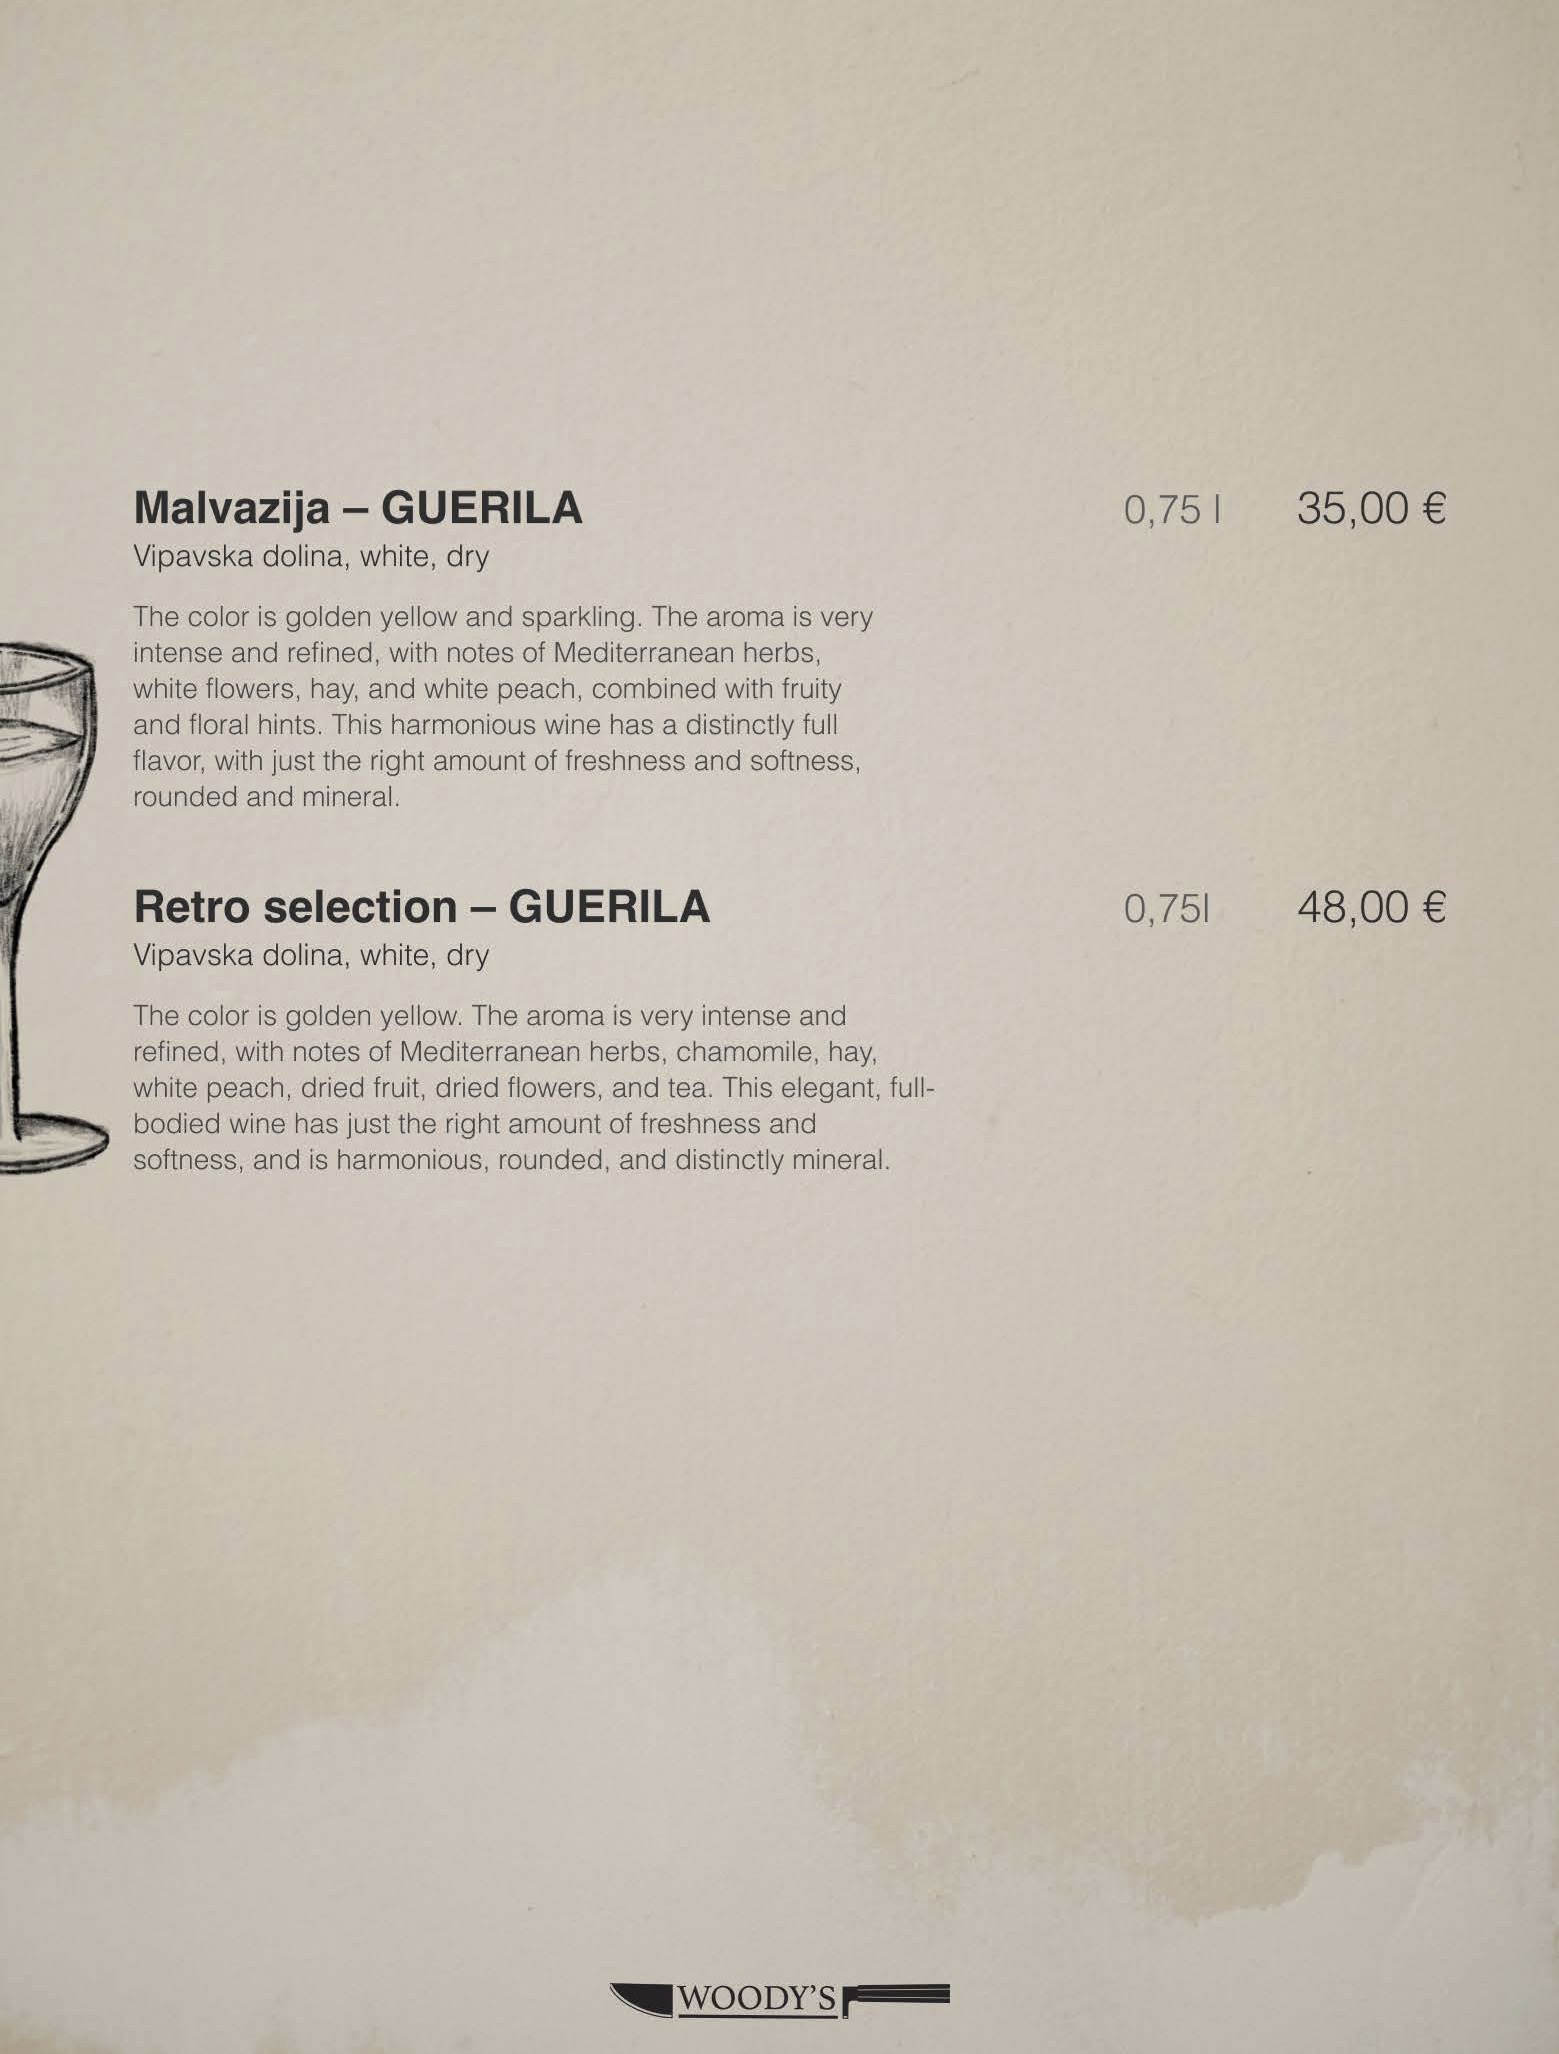 Malvazija – GUERILA 0,75 l 35,00 €
Vipavska dolina, white, dry
The color is golden yellow and sparkling. The aroma is very
intense and refined, with notes of Mediterranean herbs,
white flowers, hay, and white peach, combined with fruity
and floral hints. This harmonious wine has a distinctly full
flavor, with just the right amount of freshness and softness,
rounded and mineral.
Retro selection – GUERILA 0,75l 48,00 €
Vipavska dolina, white, dry
The color is golden yellow. The aroma is very intense and
refined, with notes of Mediterranean herbs, chamomile, hay,
white peach, dried fruit, dried flowers, and tea. This elegant, full-
bodied wine has just the right amount of freshness and
softness, and is harmonious, rounded, and distinctly mineral.
WOODY'S